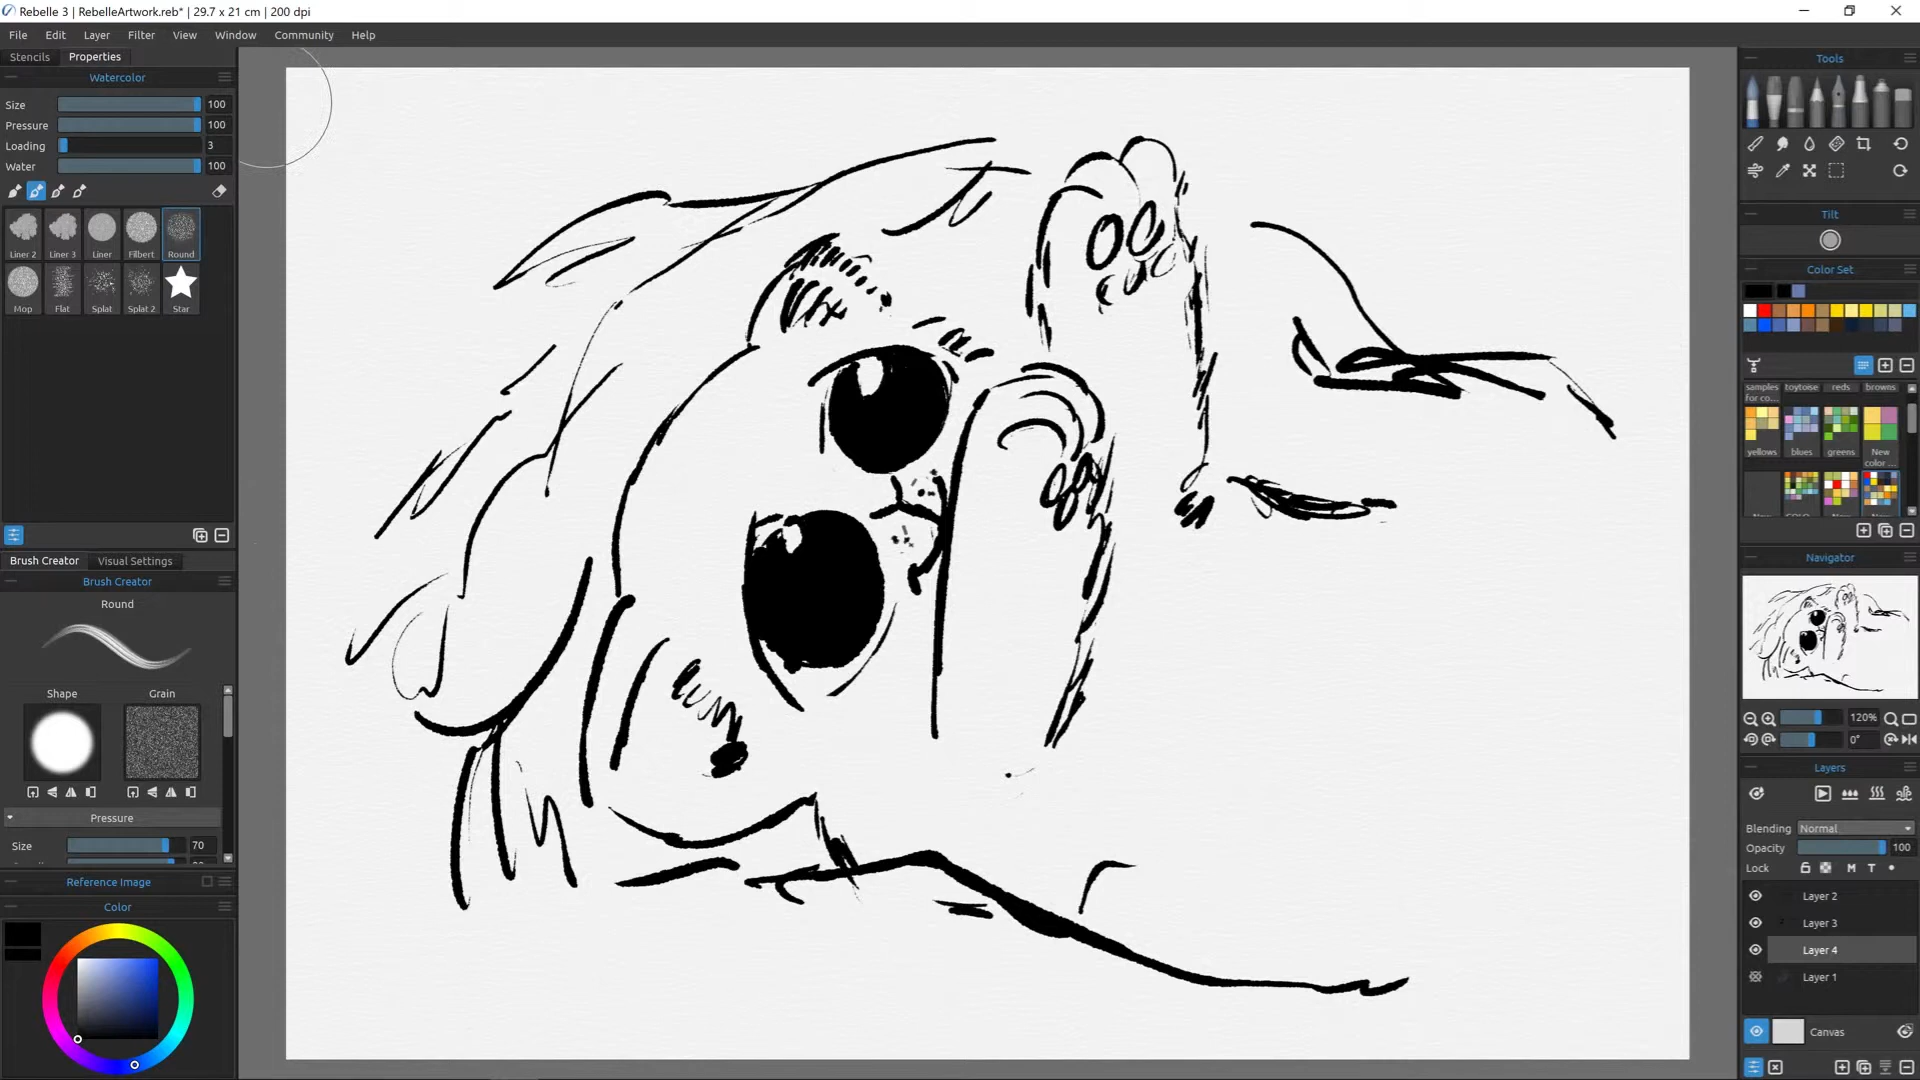 Rebelle 3 | RebelleArtwork.reb* | 29.7 x 21 cm | 200 dpi
File Edit Layer Filter View Window Community Help
Stencils Properties
Watercolor
Size 100
Pressure 100
Loading 3
Water 100
Liner 2 Liner 3 Liner Filbert Round
Mop Flat Splat Splat 2 Star
Brush Creator Visual Settings
Brush Creator
Round
Shape Grain
Pressure
Size 70
Reference Image
Color
Tools
Tilt
Color Set
samples toytoise reds browns
for co...
yellows blues greens New
color ...
Navigator
120%
0°
Layers
Blending Normal
Opacity 100
Lock M T
Layer 2
Layer 3
Layer 4
Layer 1
Canvas